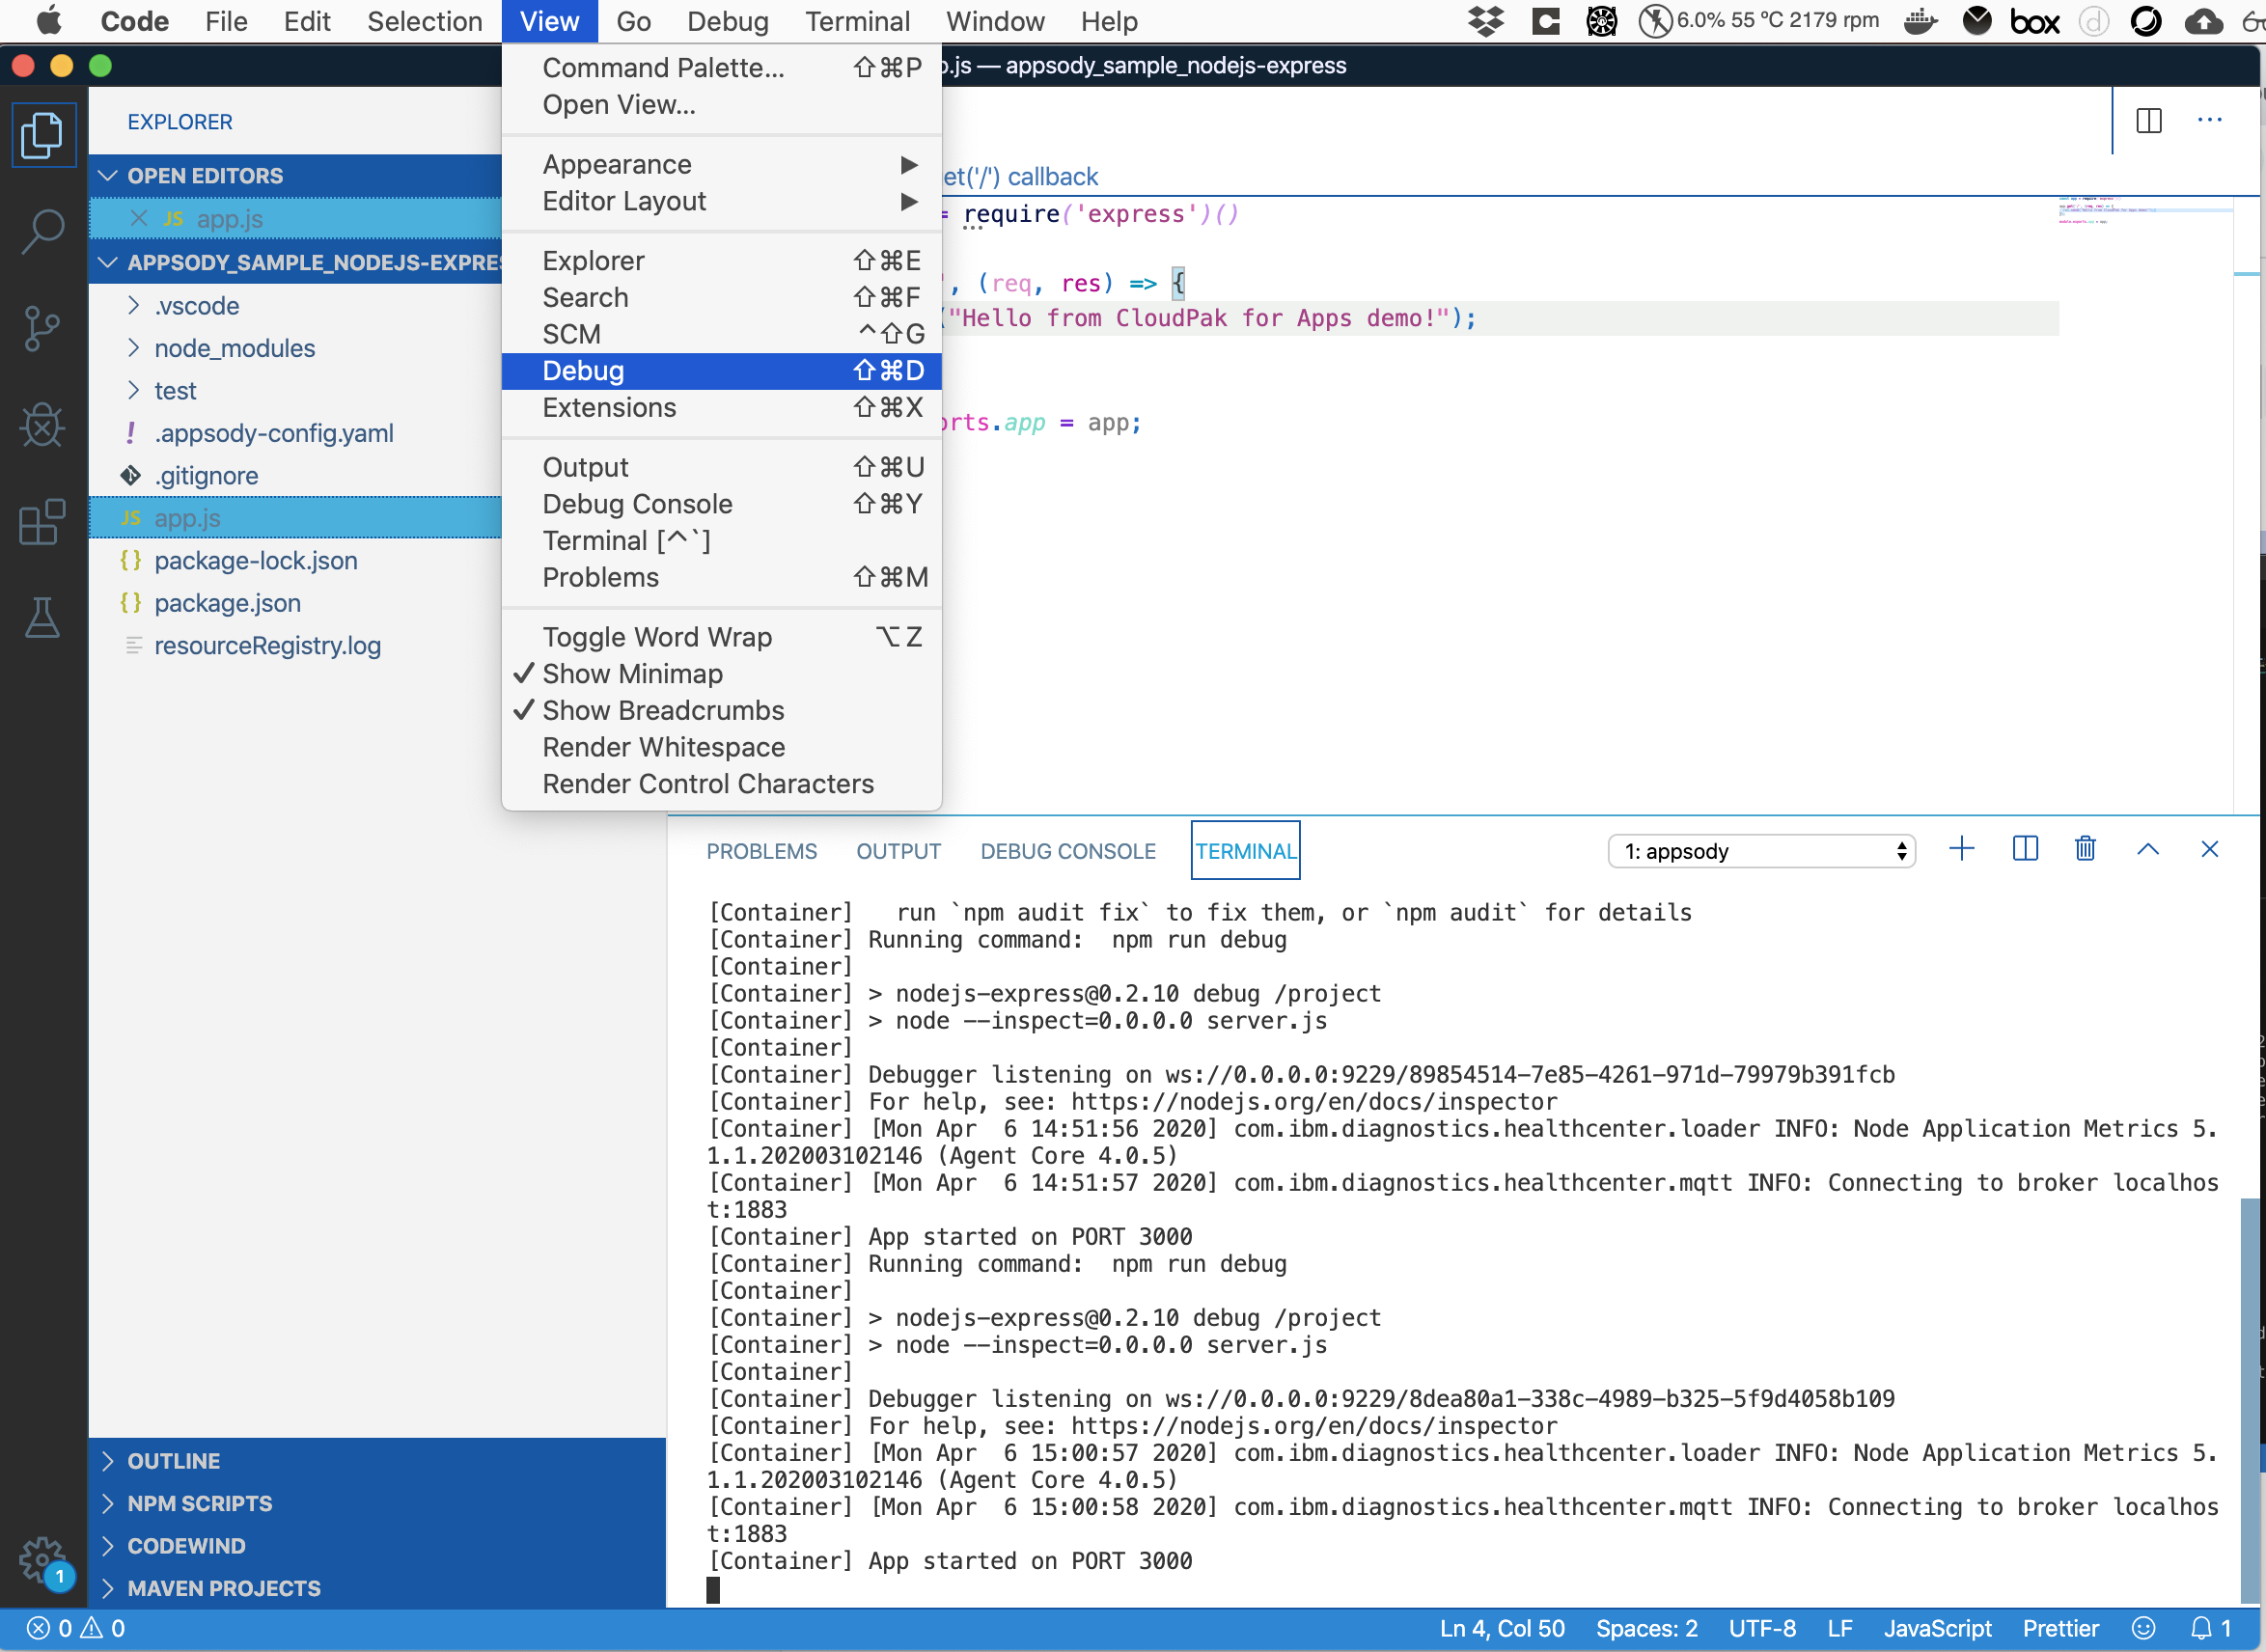 Code File Edit Selection View Go Debug Terminal Window Help 6.0% 55 °C 2179 rpm box d
.js — appsody_sample_nodejs-express
EXPLORER
OPEN EDITORS
JS app.js
APPSODY_SAMPLE_NODEJS-EXPRES
.vscode
node_modules
test
! .appsody-config.yaml
.gitignore
JS app.js
{} package-lock.json
{} package.json
resourceRegistry.log
OUTLINE
NPM SCRIPTS
CODEWIND
MAVEN PROJECTS
1
Command Palette... ⇧⌘P
Open View...
Appearance ▶
Editor Layout ▶
Explorer ⇧⌘E
Search ⇧⌘F
SCM ^⇧G
Debug ⇧⌘D
Extensions ⇧⌘X
Output ⇧⌘U
Debug Console ⇧⌘Y
Terminal [^`]
Problems ⇧⌘M
Toggle Word Wrap ⌥Z
✓ Show Minimap
✓ Show Breadcrumbs
Render Whitespace
Render Control Characters
et('/') callback
= require('express')()
', (req, res) => {
("Hello from CloudPak for Apps demo!");
orts.app = app;
PROBLEMS OUTPUT DEBUG CONSOLE TERMINAL 1: appsody
[Container]   run `npm audit fix` to fix them, or `npm audit` for details
[Container] Running command:  npm run debug
[Container]
[Container] > nodejs-express@0.2.10 debug /project
[Container] > node --inspect=0.0.0.0 server.js
[Container]
[Container] Debugger listening on ws://0.0.0.0:9229/89854514-7e85-4261-971d-79979b391fcb
[Container] For help, see: https://nodejs.org/en/docs/inspector
[Container] [Mon Apr  6 14:51:56 2020] com.ibm.diagnostics.healthcenter.loader INFO: Node Application Metrics 5.
1.1.202003102146 (Agent Core 4.0.5)
[Container] [Mon Apr  6 14:51:57 2020] com.ibm.diagnostics.healthcenter.mqtt INFO: Connecting to broker localhos
t:1883
[Container] App started on PORT 3000
[Container] Running command:  npm run debug
[Container]
[Container] > nodejs-express@0.2.10 debug /project
[Container] > node --inspect=0.0.0.0 server.js
[Container]
[Container] Debugger listening on ws://0.0.0.0:9229/8dea80a1-338c-4989-b325-5f9d4058b109
[Container] For help, see: https://nodejs.org/en/docs/inspector
[Container] [Mon Apr  6 15:00:57 2020] com.ibm.diagnostics.healthcenter.loader INFO: Node Application Metrics 5.
1.1.202003102146 (Agent Core 4.0.5)
[Container] [Mon Apr  6 15:00:58 2020] com.ibm.diagnostics.healthcenter.mqtt INFO: Connecting to broker localhos
t:1883
[Container] App started on PORT 3000
0 0 Ln 4, Col 50 Spaces: 2 UTF-8 LF JavaScript Prettier 1